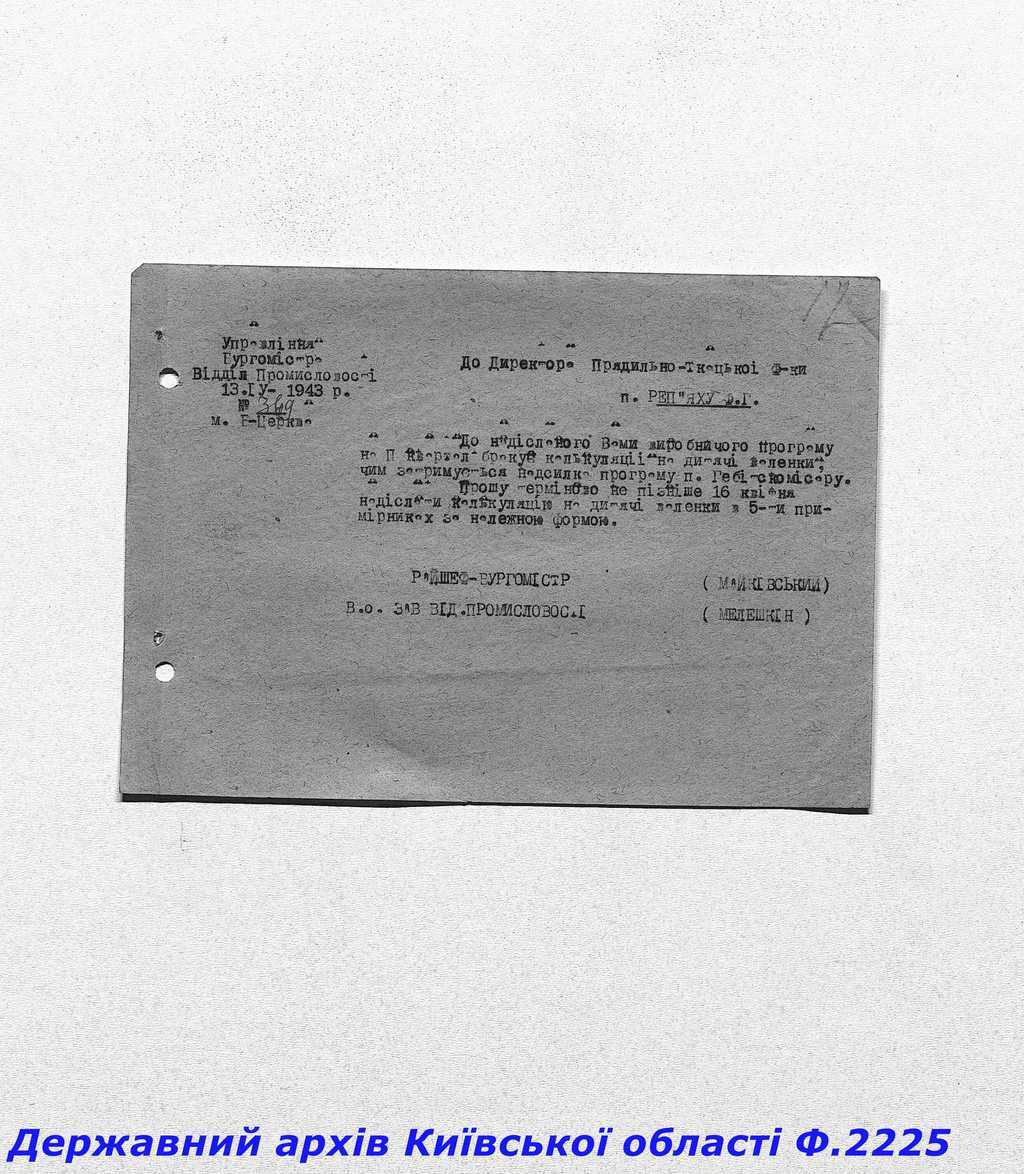 12
Управління
Бургомістра
Відділ Промисловості
13.ІУ- 1943 р.
№ 369
м. Б-Церква
До Директора Прядильно-Ткацької Ф-ки
п. РЕП"ЯХУ Ф.Г.
До надісланого Вами виробничого програму
на П квартал бракує калькуляції на дитячі валенки,
чим затримується надсилка програму п. Гебітскомісару.
Прошу терміново не пізніше 16 квітня
надіслати калькуляцію на дитячі валенки в 5-ти при-
мірниках за належною формою.
РАЙШЕФ-БУРГОМІСТР ( МАЙКІВСЬКИЙ)
В.о. ЗАВ ВІД.ПРОМИСЛОВОСТІ ( МЕЛЕШКІН )
Державний архів Київської області Ф.2225